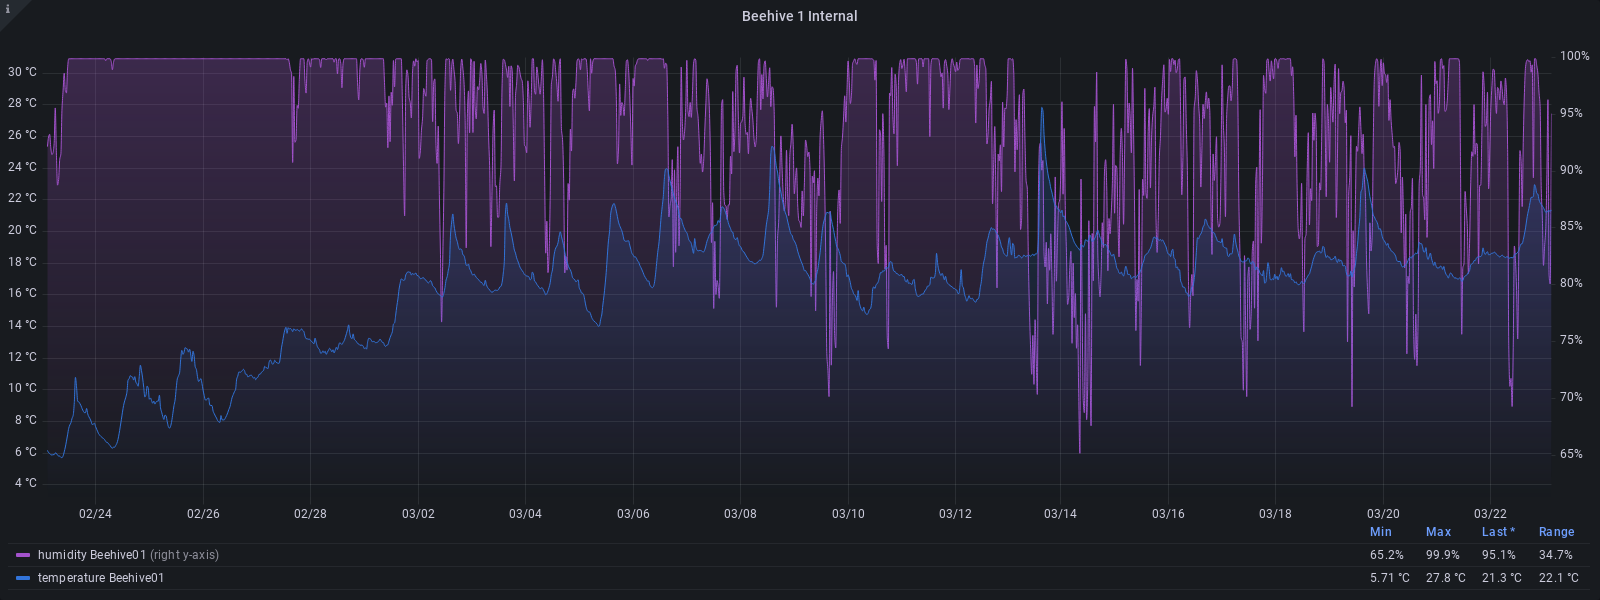 i
Beehive 1 Internal
30 °C
28 °C
26 °C
24 °C
22 °C
20 °C
18 °C
16 °C
14 °C
12 °C
10 °C
8 °C
6 °C
4 °C
100%
95%
90%
85%
80%
75%
70%
65%
02/24 02/26 02/28 03/02 03/04 03/06 03/08 03/10 03/12 03/14 03/16 03/18 03/20 03/22
Min Max Last * Range
humidity Beehive01 (right y-axis) 65.2% 99.9% 95.1% 34.7%
temperature Beehive01 5.71 °C 27.8 °C 21.3 °C 22.1 °C